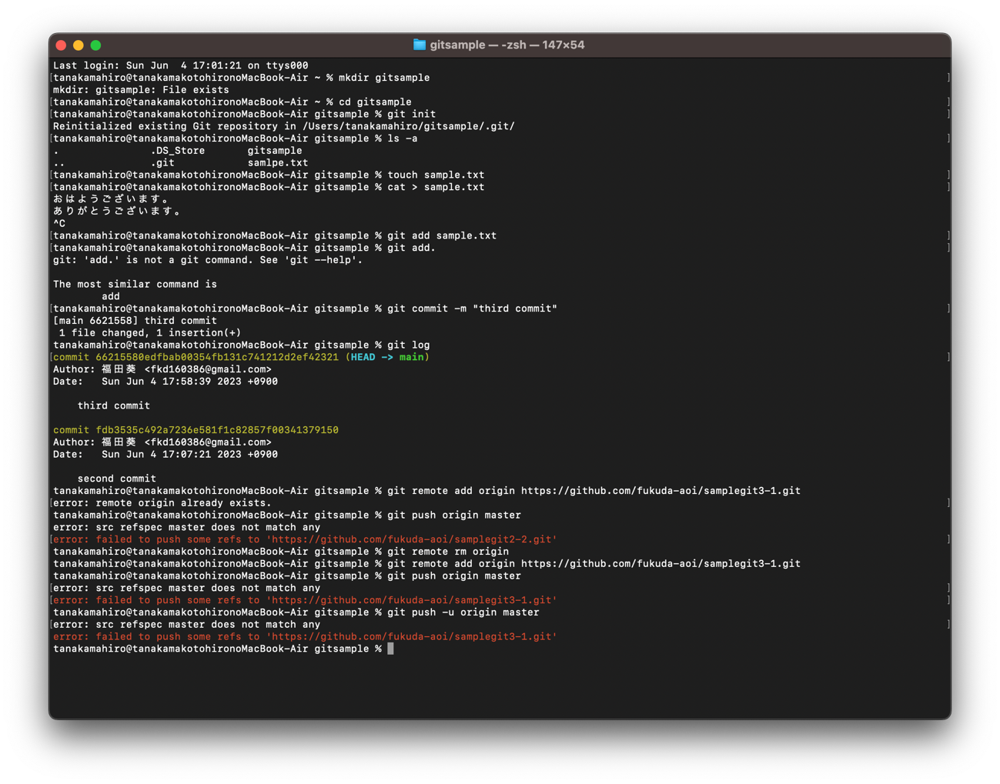 gitsample — -zsh — 147×54
Last login: Sun Jun  4 17:01:21 on ttys000
[tanakamahiro@tanakamakotohironoMacBook-Air ~ % mkdir gitsample ]
mkdir: gitsample: File exists
[tanakamahiro@tanakamakotohironoMacBook-Air ~ % cd gitsample ]
[tanakamahiro@tanakamakotohironoMacBook-Air gitsample % git init ]
Reinitialized existing Git repository in /Users/tanakamahiro/gitsample/.git/
[tanakamahiro@tanakamakotohironoMacBook-Air gitsample % ls -a ]
.               .DS_Store       gitsample
..              .git            samlpe.txt
[tanakamahiro@tanakamakotohironoMacBook-Air gitsample % touch sample.txt ]
[tanakamahiro@tanakamakotohironoMacBook-Air gitsample % cat > sample.txt ]
おはようございます。
ありがとうございます。
^C
[tanakamahiro@tanakamakotohironoMacBook-Air gitsample % git add sample.txt ]
[tanakamahiro@tanakamakotohironoMacBook-Air gitsample % git add. ]
git: 'add.' is not a git command. See 'git --help'.
The most similar command is
        add
[tanakamahiro@tanakamakotohironoMacBook-Air gitsample % git commit -m "third commit" ]
[main 6621558] third commit
 1 file changed, 1 insertion(+)
tanakamahiro@tanakamakotohironoMacBook-Air gitsample % git log
[commit 66215580edfbab00354fb131c741212d2ef42321 (HEAD -> main) ]
Author: 福田葵 <fkd160386@gmail.com>
Date:   Sun Jun 4 17:58:39 2023 +0900
    third commit
commit fdb3535c492a7236e581f1c82857f00341379150
Author: 福田葵 <fkd160386@gmail.com>
Date:   Sun Jun 4 17:07:21 2023 +0900
    second commit
tanakamahiro@tanakamakotohironoMacBook-Air gitsample % git remote add origin https://github.com/fukuda-aoi/samplegit3-1.git
[error: remote origin already exists. ]
tanakamahiro@tanakamakotohironoMacBook-Air gitsample % git push origin master
error: src refspec master does not match any
[error: failed to push some refs to 'https://github.com/fukuda-aoi/samplegit2-2.git' ]
tanakamahiro@tanakamakotohironoMacBook-Air gitsample % git remote rm origin
tanakamahiro@tanakamakotohironoMacBook-Air gitsample % git remote add origin https://github.com/fukuda-aoi/samplegit3-1.git
tanakamahiro@tanakamakotohironoMacBook-Air gitsample % git push origin master
[error: src refspec master does not match any ]
[error: failed to push some refs to 'https://github.com/fukuda-aoi/samplegit3-1.git' ]
tanakamahiro@tanakamakotohironoMacBook-Air gitsample % git push -u origin master
[error: src refspec master does not match any ]
error: failed to push some refs to 'https://github.com/fukuda-aoi/samplegit3-1.git'
tanakamahiro@tanakamakotohironoMacBook-Air gitsample %